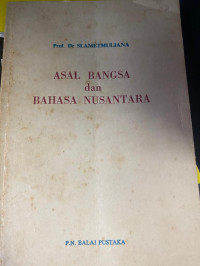 Prof. Dr. SLAMETMULJANA
ASAL BANGSA
dan
BAHASA NUSANTARA
P.N. BALAI PUSTAKA